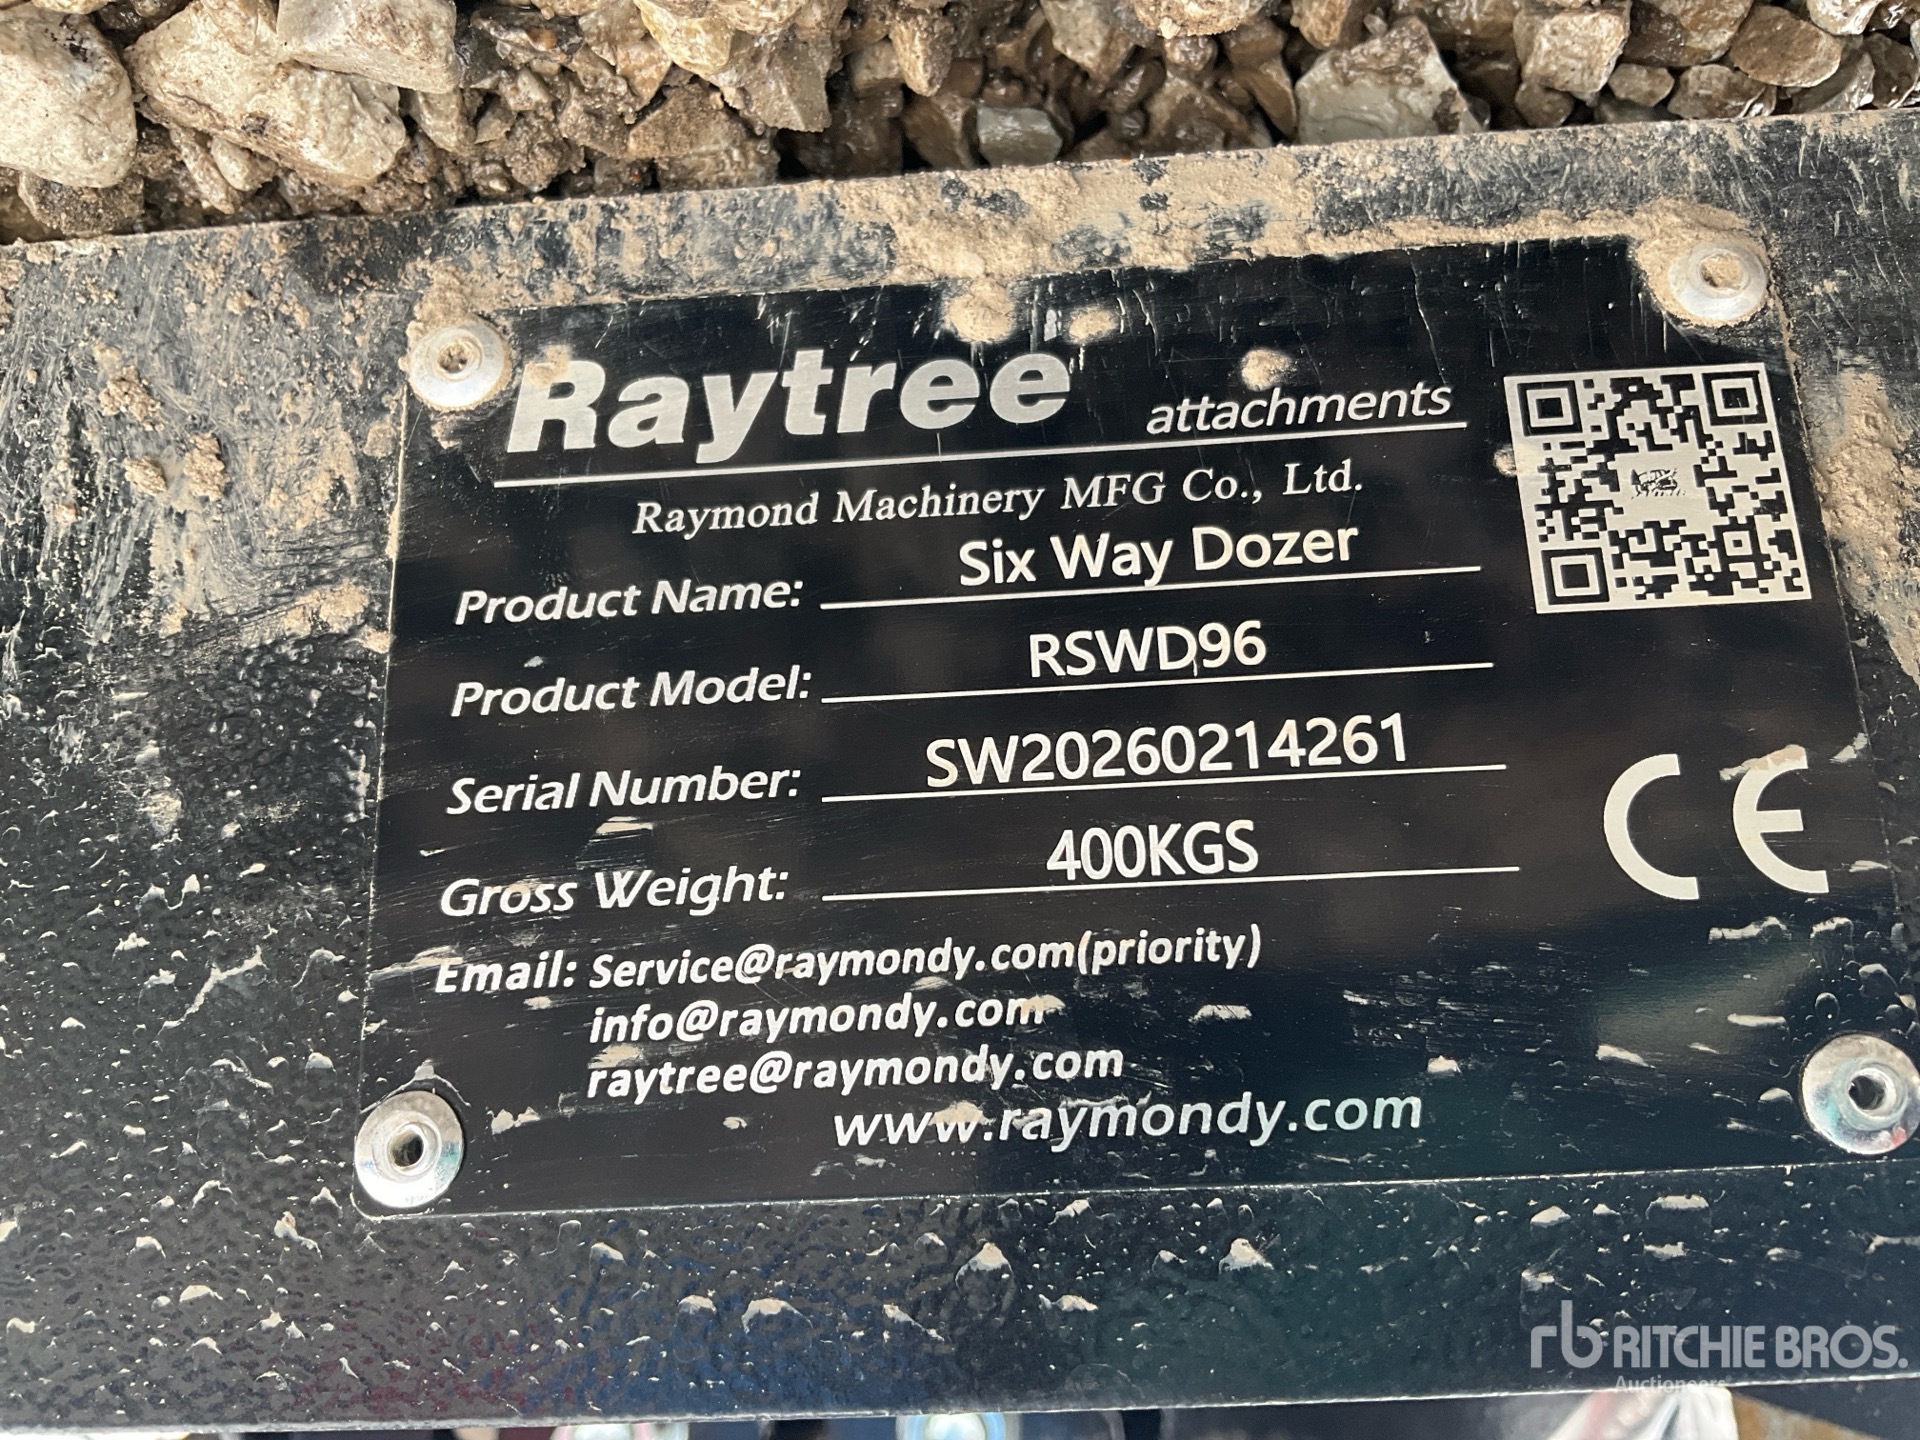 Raytree attachments
Raymond Machinery MFG Co., Ltd.
Product Name: Six Way Dozer
Product Model: RSWD96
Serial Number: SW20260214261
Gross Weight: 400KGS
CE
Email: Service@raymondy.com(priority)
info@raymondy.com
raytree@raymondy.com
www.raymondy.com
rb RITCHIE BROS.
Auctioneers